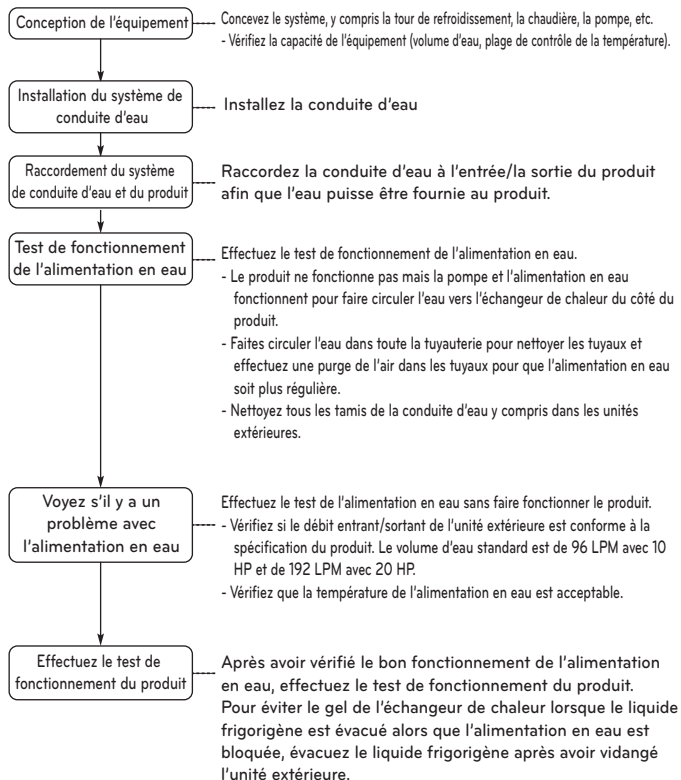 Conception de l'équipement
Concevez le système, y compris la tour de refroidissement, la chaudière, la pompe, etc.
- Vérifiez la capacité de l'équipement (volume d'eau, plage de contrôle de la température).
Installation du système de
conduite d'eau
Installez la conduite d'eau
Raccordement du système
de conduite d'eau et du produit
Raccordez la conduite d'eau à l'entrée/la sortie du produit
afin que l'eau puisse être fournie au produit.
Test de fonctionnement
de l'alimentation en eau
Effectuez le test de fonctionnement de l'alimentation en eau.
- Le produit ne fonctionne pas mais la pompe et l'alimentation en eau
fonctionnent pour faire circuler l'eau vers l'échangeur de chaleur du côté du
produit.
- Faites circuler l'eau dans toute la tuyauterie pour nettoyer les tuyaux et
effectuez une purge de l'air dans les tuyaux pour que l'alimentation en eau
soit plus régulière.
- Nettoyez tous les tamis de la conduite d'eau y compris dans les unités
extérieures.
Voyez s'il y a un
problème avec
l'alimentation en eau
Effectuez le test de l'alimentation en eau sans faire fonctionner le produit.
- Vérifiez si le débit entrant/sortant de l'unité extérieure est conforme à la
spécification du produit. Le volume d'eau standard est de 96 LPM avec 10
HP et de 192 LPM avec 20 HP.
- Vérifiez que la température de l'alimentation en eau est acceptable.
Effectuez le test de
fonctionnement du produit
Après avoir vérifié le bon fonctionnement de l'alimentation
en eau, effectuez le test de fonctionnement du produit.
Pour éviter le gel de l'échangeur de chaleur lorsque le liquide
frigorigène est évacué alors que l'alimentation en eau est
bloquée, évacuez le liquide frigorigène après avoir vidangé
l'unité extérieure.